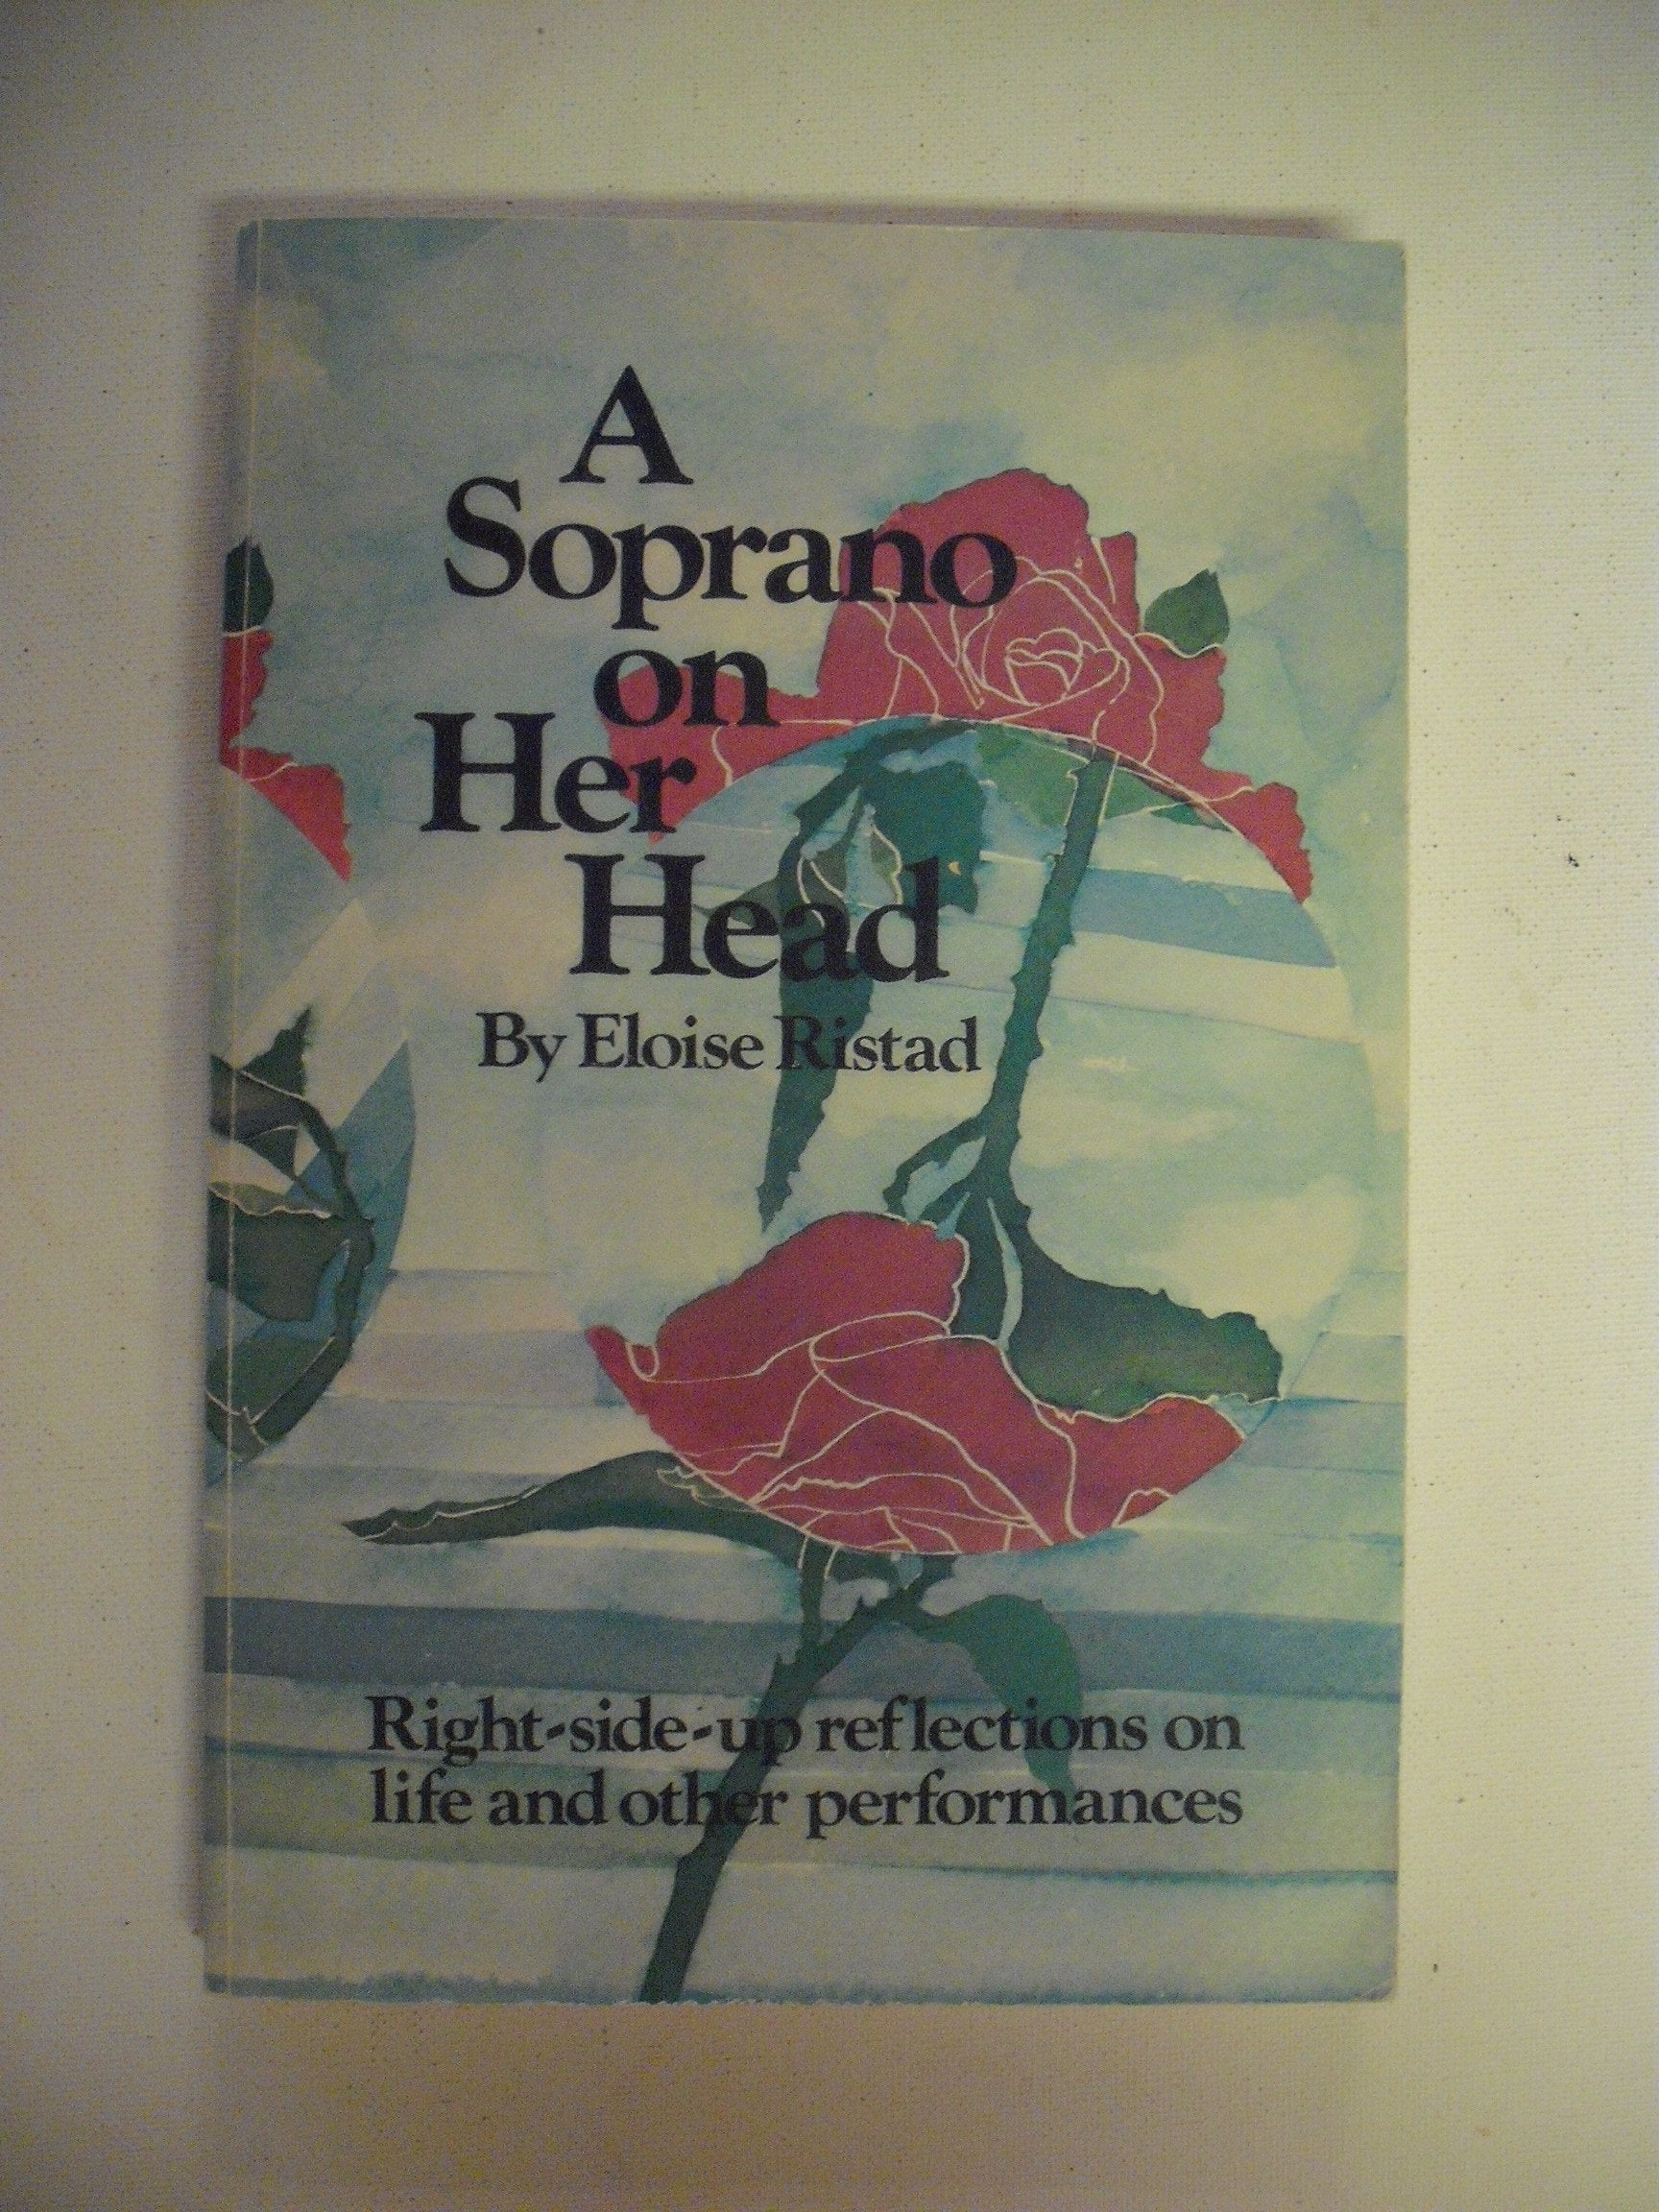 A
Soprano
on
Her
Head
By Eloise Ristad
Right-side-up reflections on
life and other performances